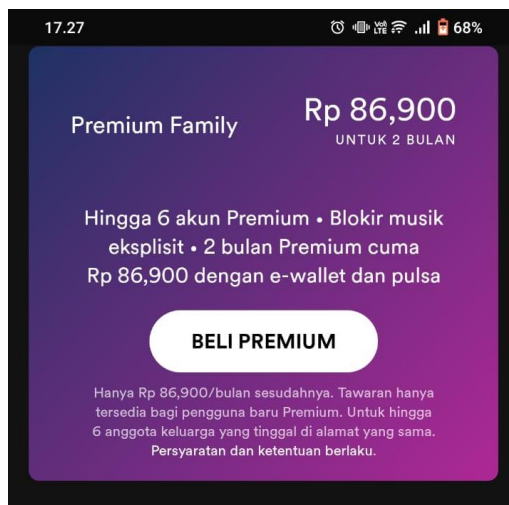 17.27
VoLTE 68%
Premium Family
Rp 86,900
UNTUK 2 BULAN
Hingga 6 akun Premium • Blokir musik
eksplisit • 2 bulan Premium cuma
Rp 86,900 dengan e-wallet dan pulsa
BELI PREMIUM
Hanya Rp 86,900/bulan sesudahnya. Tawaran hanya
tersedia bagi pengguna baru Premium. Untuk hingga
6 anggota keluarga yang tinggal di alamat yang sama.
Persyaratan dan ketentuan berlaku.